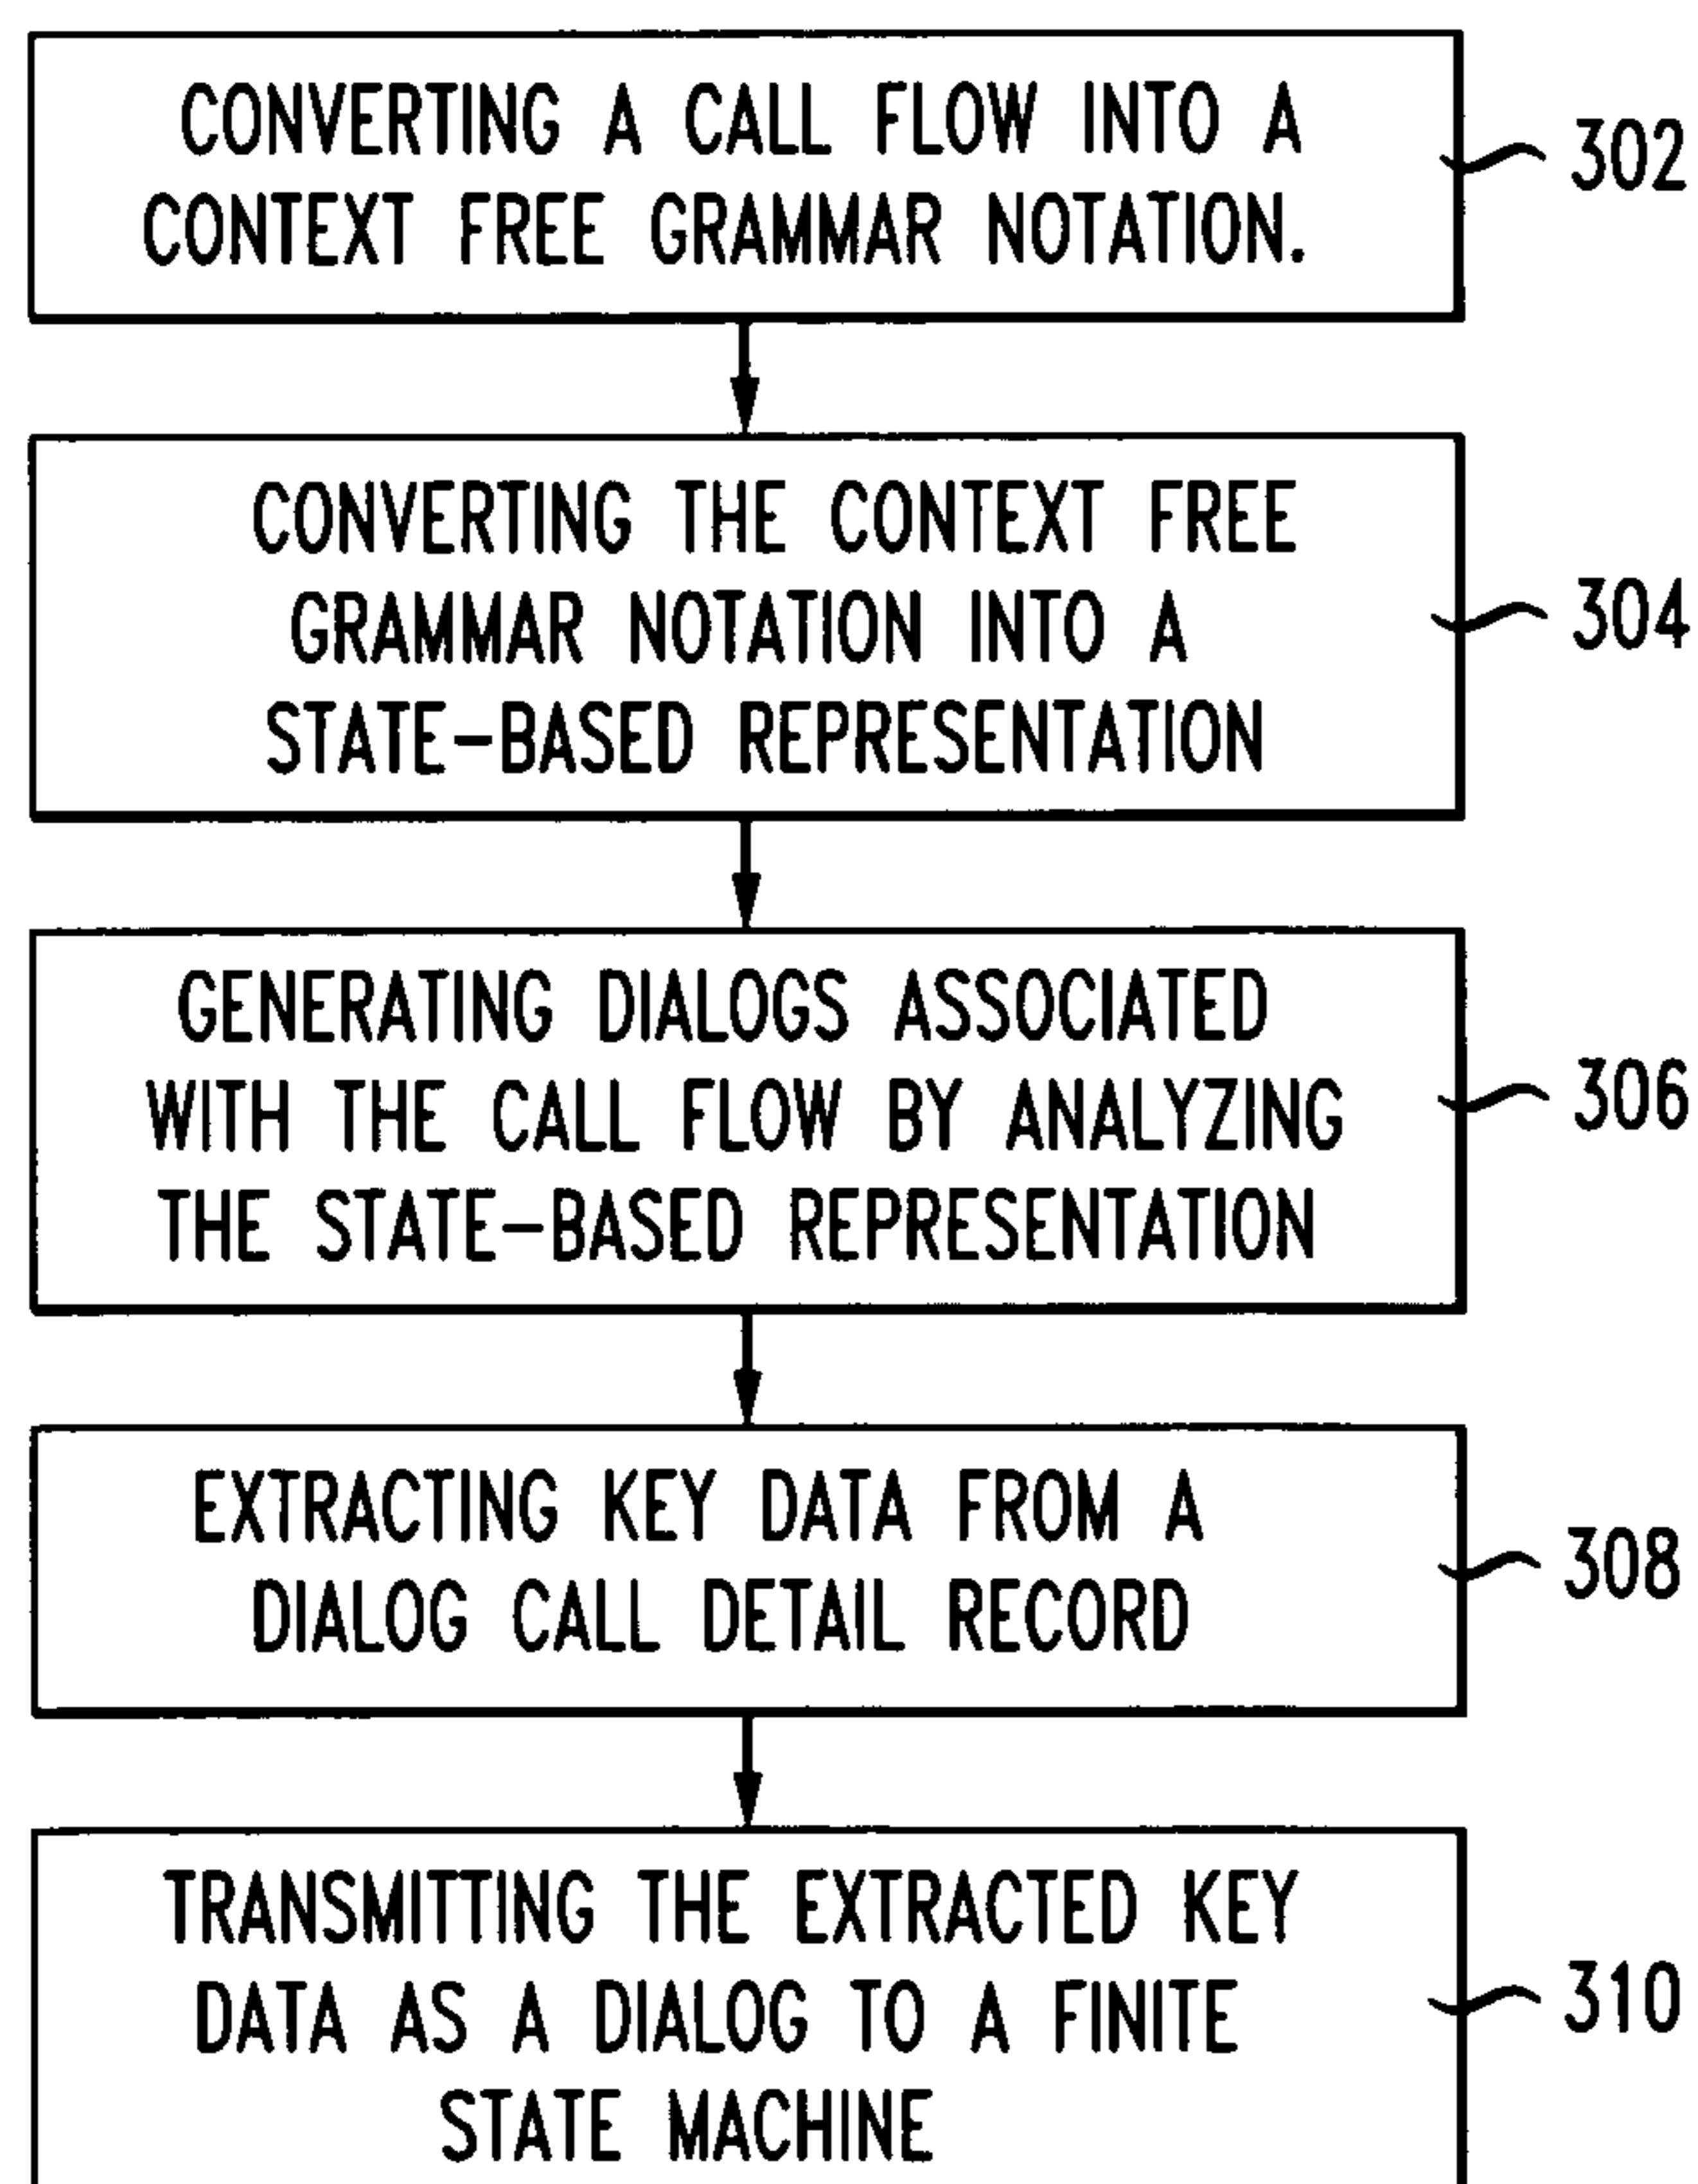 CONVERTING A CALL FLOW INTO A
CONTEXT FREE GRAMMAR NOTATION.
302
CONVERTING THE CONTEXT FREE
GRAMMAR NOTATION INTO A
STATE-BASED REPRESENTATION
304
GENERATING DIALOGS ASSOCIATED
WITH THE CALL FLOW BY ANALYZING
THE STATE-BASED REPRESENTATION
306
EXTRACTING KEY DATA FROM A
DIALOG CALL DETAIL RECORD
308
TRANSMITTING THE EXTRACTED KEY
DATA AS A DIALOG TO A FINITE
STATE MACHINE
310